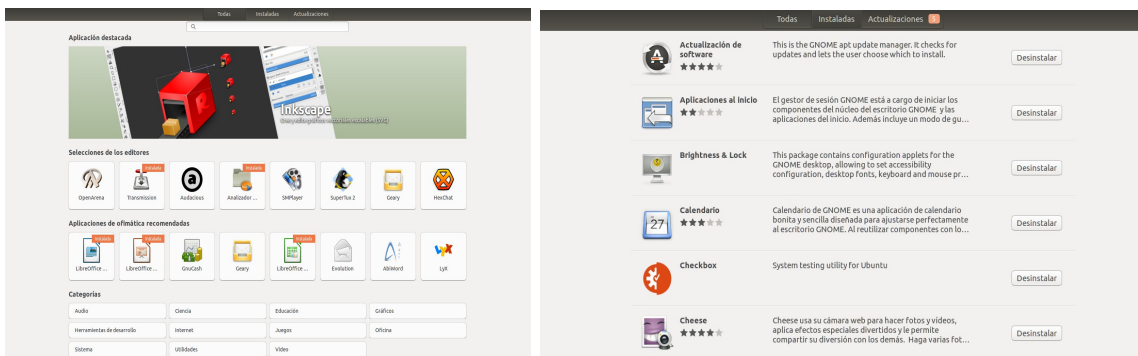 Todas Instaladas Actualizaciones
Aplicación destacada
Inkscape
Selecciones de los editores
Instalada
Instalada
OpenArena Transmission Audacious Analizador ... SMPlayer SuperTux 2 Geary HexChat
Aplicaciones de ofimática recomendadas
Instalada
Instalada
Instalada
LibreOffice ... LibreOffice ... GnuCash Geary LibreOffice ... Evolution AbiWord LyX
Categorías
Audio Ciencia Educación Gráficos
Herramientas de desarrollo Internet Juegos Oficina
Sistema Utilidades Vídeo
Todas Instaladas Actualizaciones 5
Actualización de software
This is the GNOME apt update manager. It checks for
updates and lets the user choose which to install.
Desinstalar
Aplicaciones al inicio
El gestor de sesión GNOME está a cargo de iniciar los
componentes del núcleo del escritorio GNOME y las
aplicaciones del inicio. Además incluye un modo de gu...
Desinstalar
Brightness & Lock
This package contains configuration applets for the
GNOME desktop, allowing to set accessibility
configuration, desktop fonts, keyboard and mouse pr...
Desinstalar
27
Calendario
Calendario de GNOME es una aplicación de calendario
bonita y sencilla diseñada para ajustarse perfectamente
al escritorio GNOME. Al reutilizar componentes con lo...
Desinstalar
Checkbox
System testing utility for Ubuntu
Desinstalar
Cheese
Cheese usa su cámara web para hacer fotos y vídeos,
aplica efectos especiales divertidos y le permite
compartir su diversión con los demás. Haga varias fot...
Desinstalar